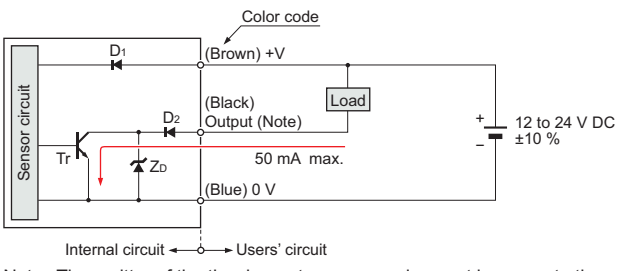 Color code
D1
(Brown) +V
Sensor circuit
(Black)
D2
Output (Note)
Load
+
12 to 24 V DC
±10 %
−
Tr
ZD
50 mA max.
(Blue) 0 V
Internal circuit
Users' circuit